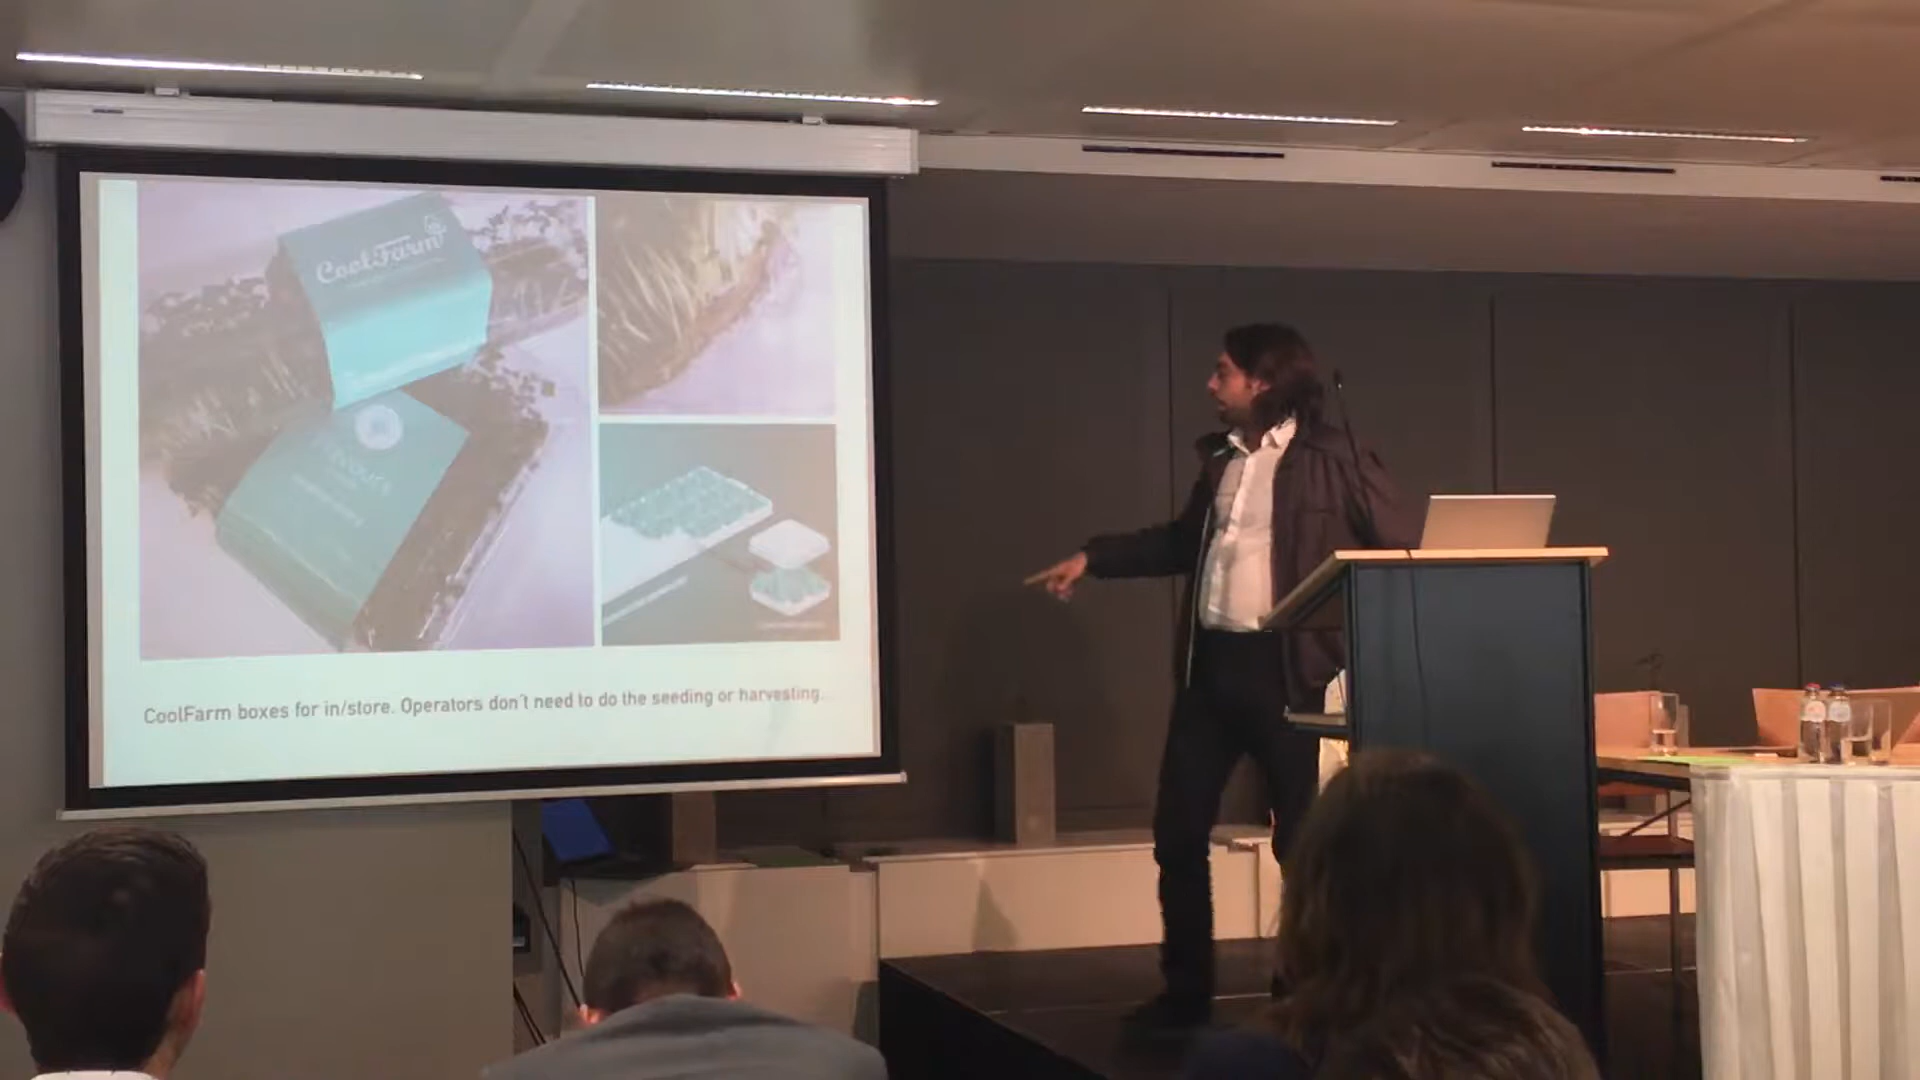 CoolFarm
CoolFarm boxes for in/store. Operators don't need to do the seeding or harvesting.